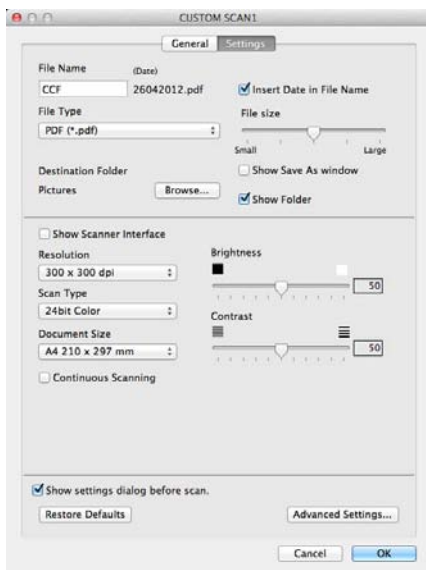 CUSTOM SCAN1
General Settings
File Name (Date)
CCF 26042012.pdf Insert Date in File Name
File Type File size
PDF (*.pdf)
Small Large
Destination Folder Show Save As window
Pictures Browse... Show Folder
Show Scanner Interface
Resolution Brightness
300 x 300 dpi 50
Scan Type
24bit Color Contrast
Document Size
A4 210 x 297 mm 50
Continuous Scanning
Show settings dialog before scan.
Restore Defaults Advanced Settings...
Cancel OK